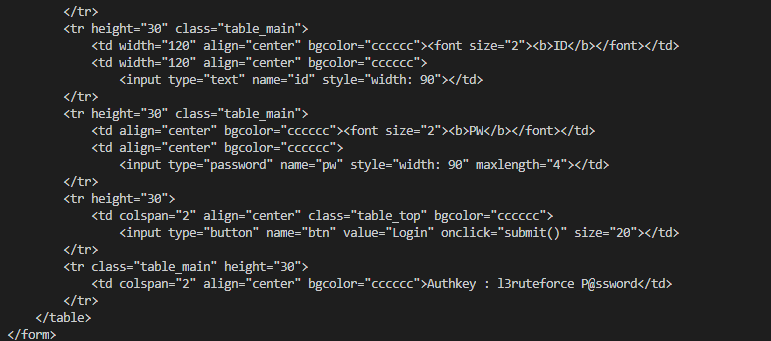 </tr>
<tr height="30" class="table_main">
<td width="120" align="center" bgcolor="cccccc"><font size="2"><b>ID</b></font></td>
<td width="120" align="center" bgcolor="cccccc">
<input type="text" name="id" style="width: 90"></td>
</tr>
<tr height="30" class="table_main">
<td align="center" bgcolor="cccccc"><font size="2"><b>PW</b></font></td>
<td align="center" bgcolor="cccccc">
<input type="password" name="pw" style="width: 90" maxlength="4"></td>
</tr>
<tr height="30">
<td colspan="2" align="center" class="table_top" bgcolor="cccccc">
<input type="button" name="btn" value="Login" onclick="submit()" size="20"></td>
</tr>
<tr class="table_main" height="30">
<td colspan="2" align="center" bgcolor="cccccc">Authkey : l3ruteforce P@ssword</td>
</tr>
</table>
</form>